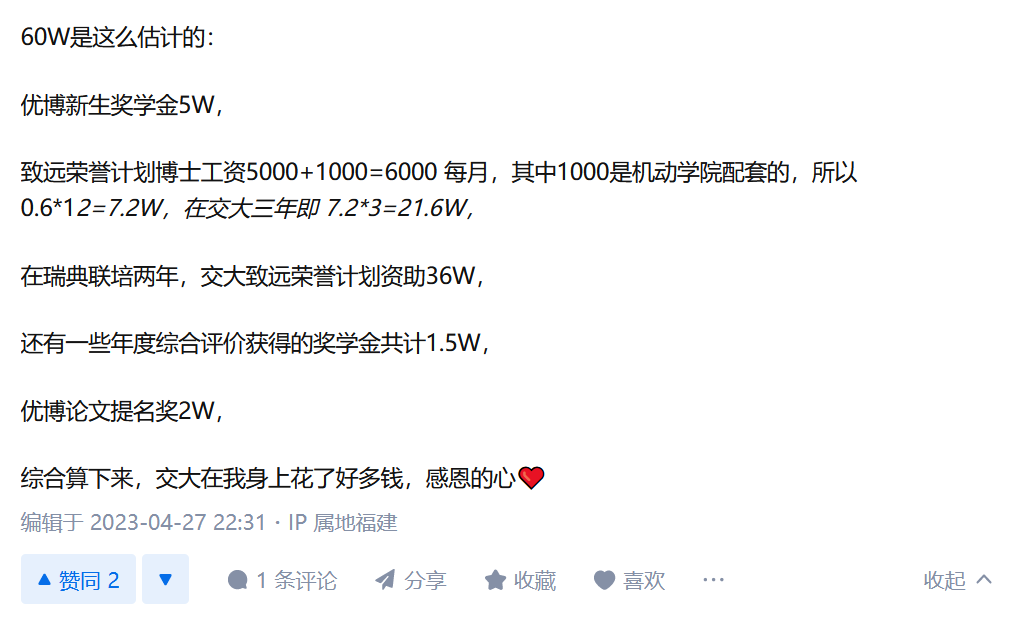 60W是这么估计的：
优博新生奖学金5W，
致远荣誉计划博士工资5000+1000=6000 每月，其中1000是机动学院配套的，所以
0.6*12=7.2W，在交大三年即 7.2*3=21.6W，
在瑞典联培两年，交大致远荣誉计划资助36W，
还有一些年度综合评价获得的奖学金共计1.5W，
优博论文提名奖2W，
综合算下来，交大在我身上花了好多钱，感恩的心❤️
编辑于 2023-04-27 22:31 · IP 属地福建
赞同 2 1 条评论 分享 收藏 喜欢 ··· 收起